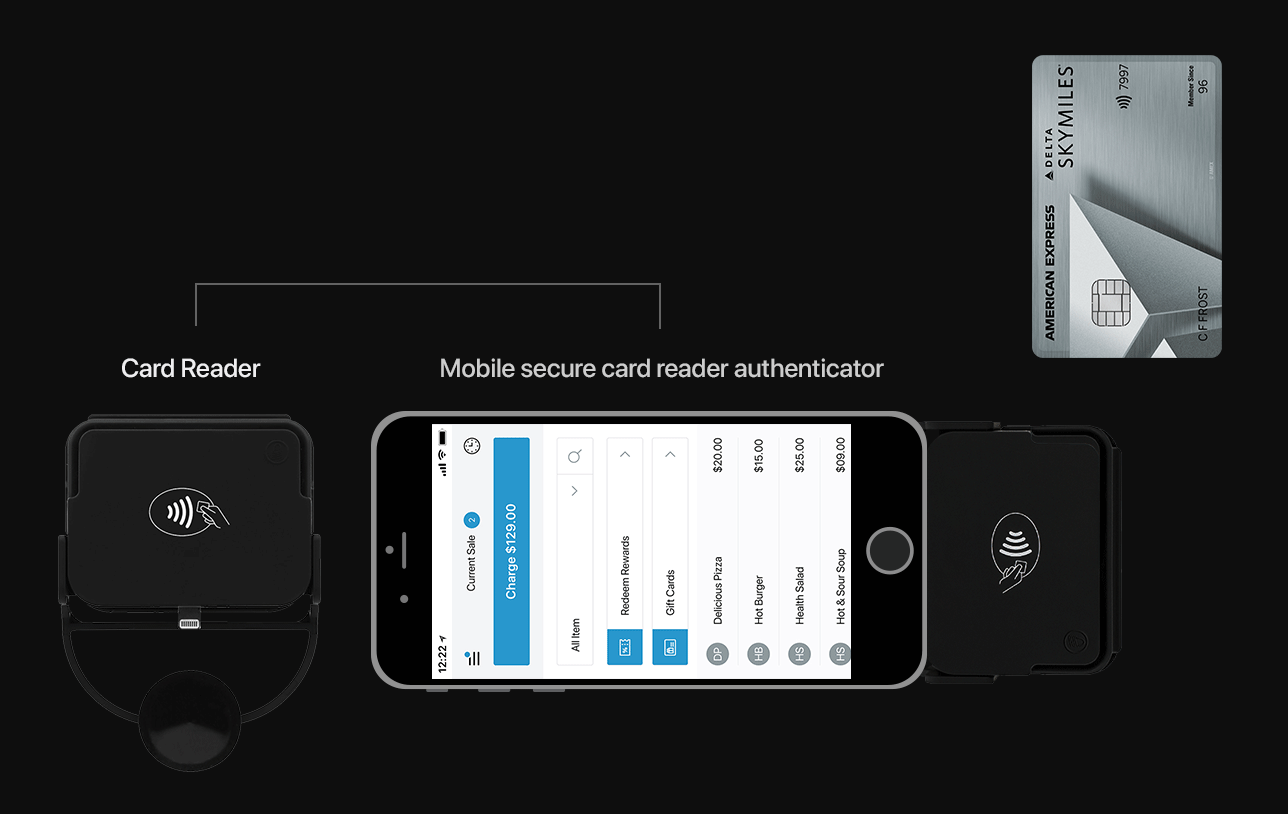 Card Reader
Mobile secure card reader authenticator
12:22
Current Sale 2
Charge $129.00
All Item
Redeem Rewards
Gift Cards
DP Delicious Pizza $20.00
HB Hot Burger $15.00
HS Health Salad $25.00
HS Hot & Sour Soup $09.00
AMERICAN EXPRESS
DELTA
SKYMILES
7997
Member Since
96
C F FROST